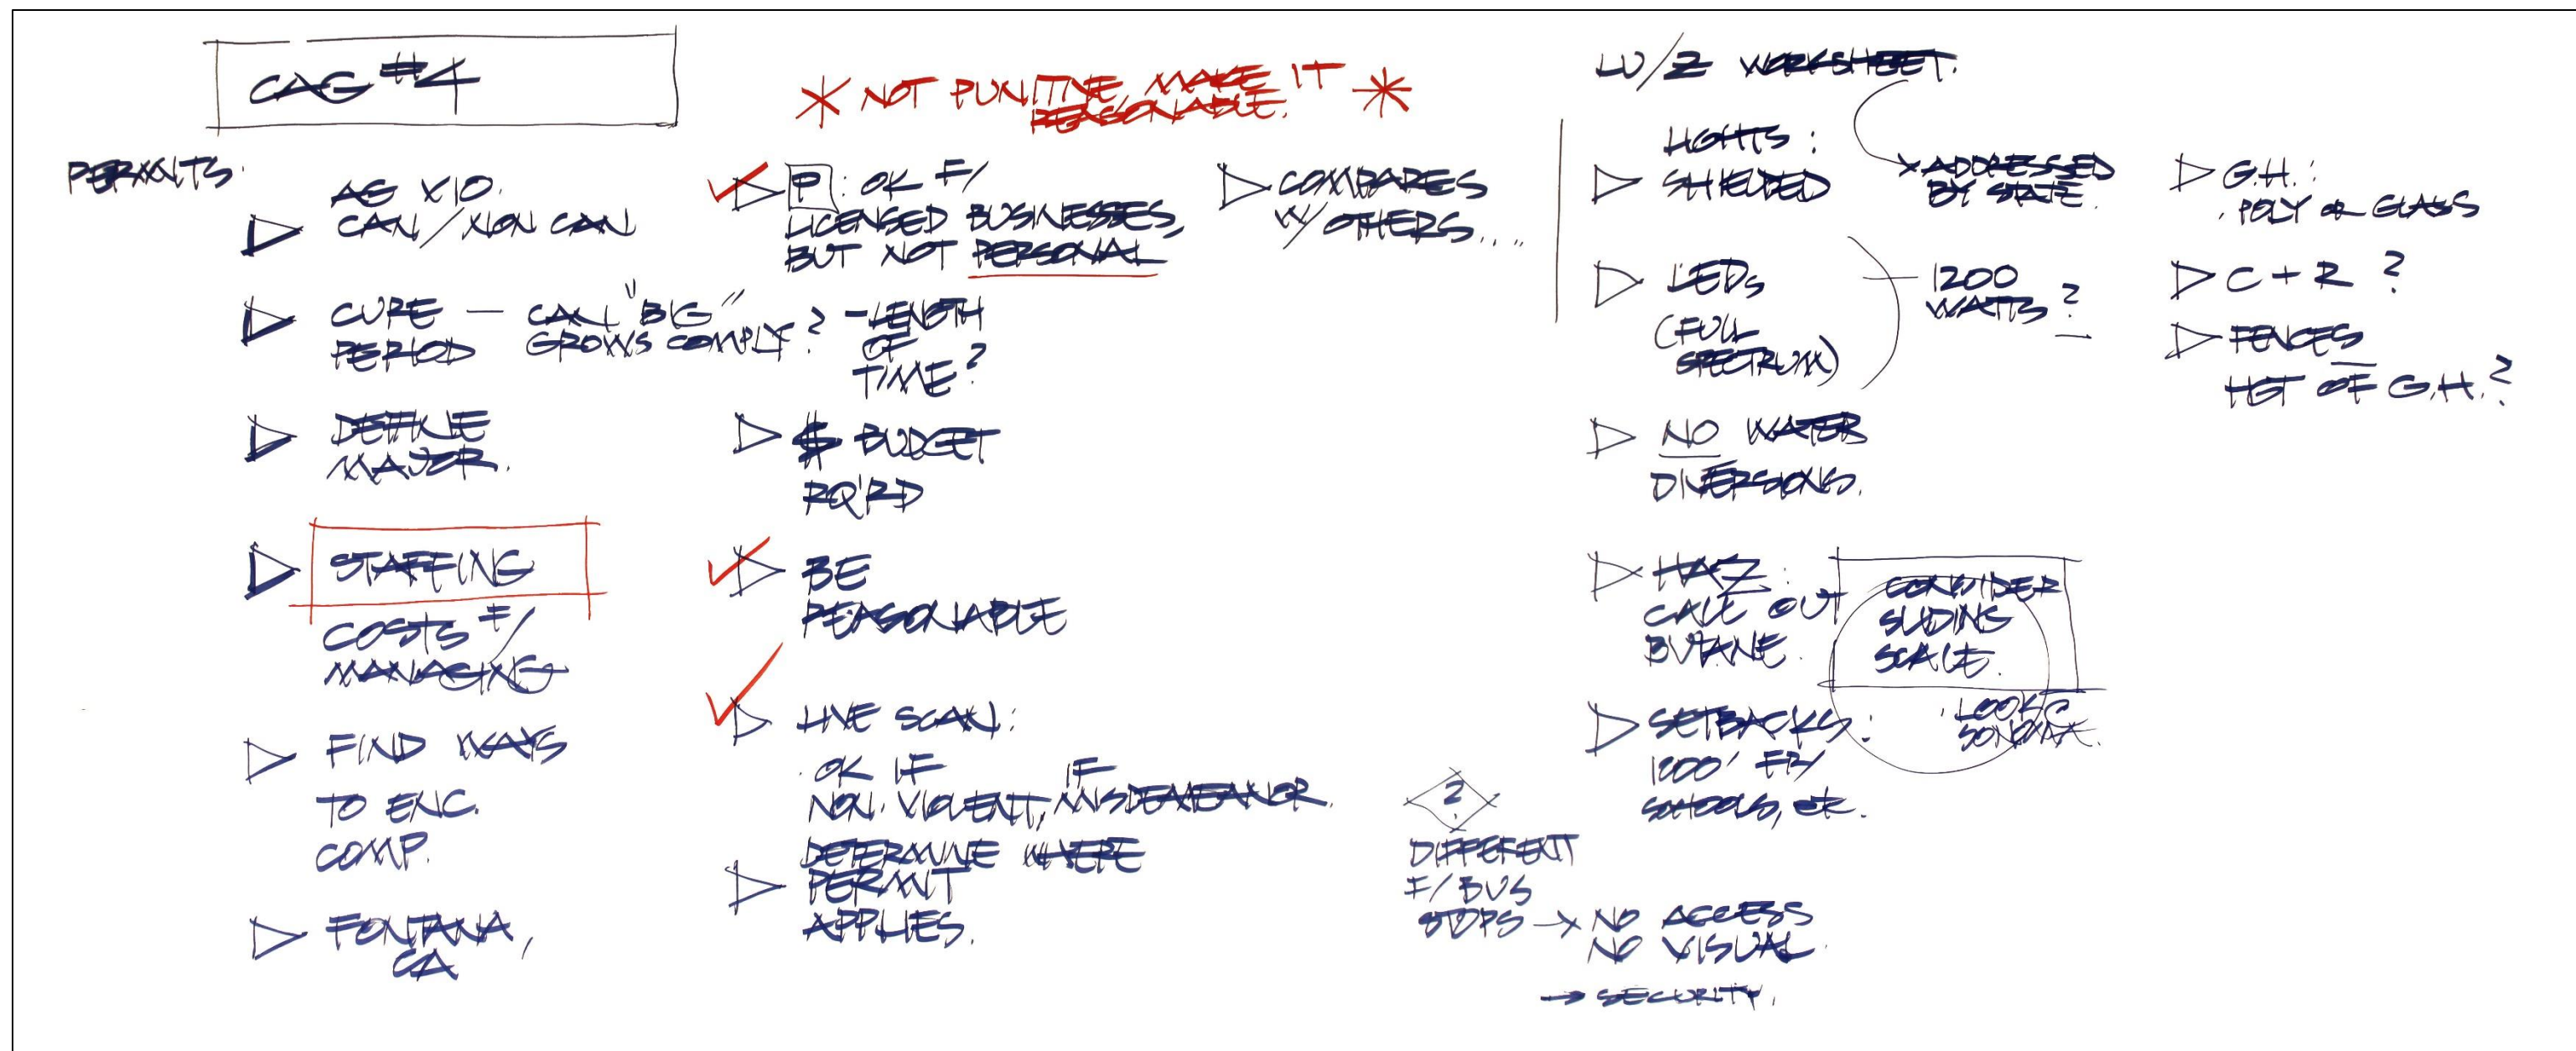 CAG #4
* NOT PUNITIVE, MAKE IT *
REASONABLE.
PERMITS:
▷ AG X10.
CAN/NON CAN
▷ CURE — CAN "BIG"
PERIOD GROWS COMPLY?
- LENGTH
OF
TIME?
▷ DEFINE
MAJOR.
▷ STAFFING
COSTS F/
MANAGING
▷ FIND WAYS
TO ENC.
COMP.
▷ FONTANA,
CA
✓ ▷ P : OK F/
LICENSED BUSINESSES,
BUT NOT PERSONAL
▷ $ BUDGET
RQ'RD
✓ ▷ BE
REASONABLE
✓ ▷ LIVE SCAN:
· OK IF IF
NON. VIOLENT, MISDEMEANOR.
▷ DETERMINE WHERE
PERMIT
APPLIES.
▷ COMPARES
W/ OTHERS....
LU/Z WORKSHEET.
→ ADDRESSED
BY STATE.
▷ LIGHTS:
SHIELDED
▷ LEDs
(FULL
SPECTRUM)
1200
WATTS?
▷ NO WATER
DIVERSIONS.
▷ HAZ:
CALL OUT
BUTANE.
CONSIDER
SLIDING
SCALE.
▷ SETBACKS:
FR/
SCHOOLS, etc.
· LOOK @
SONOMA.
?
DIFFERENT
F/ BUS
STOPS → NO ACCESS
NO VISUAL.
→ SECURITY.
▷ G.H.:
· POLY OR GLASS
▷ C + R ?
▷ FENCES
HGT OF G.H.?